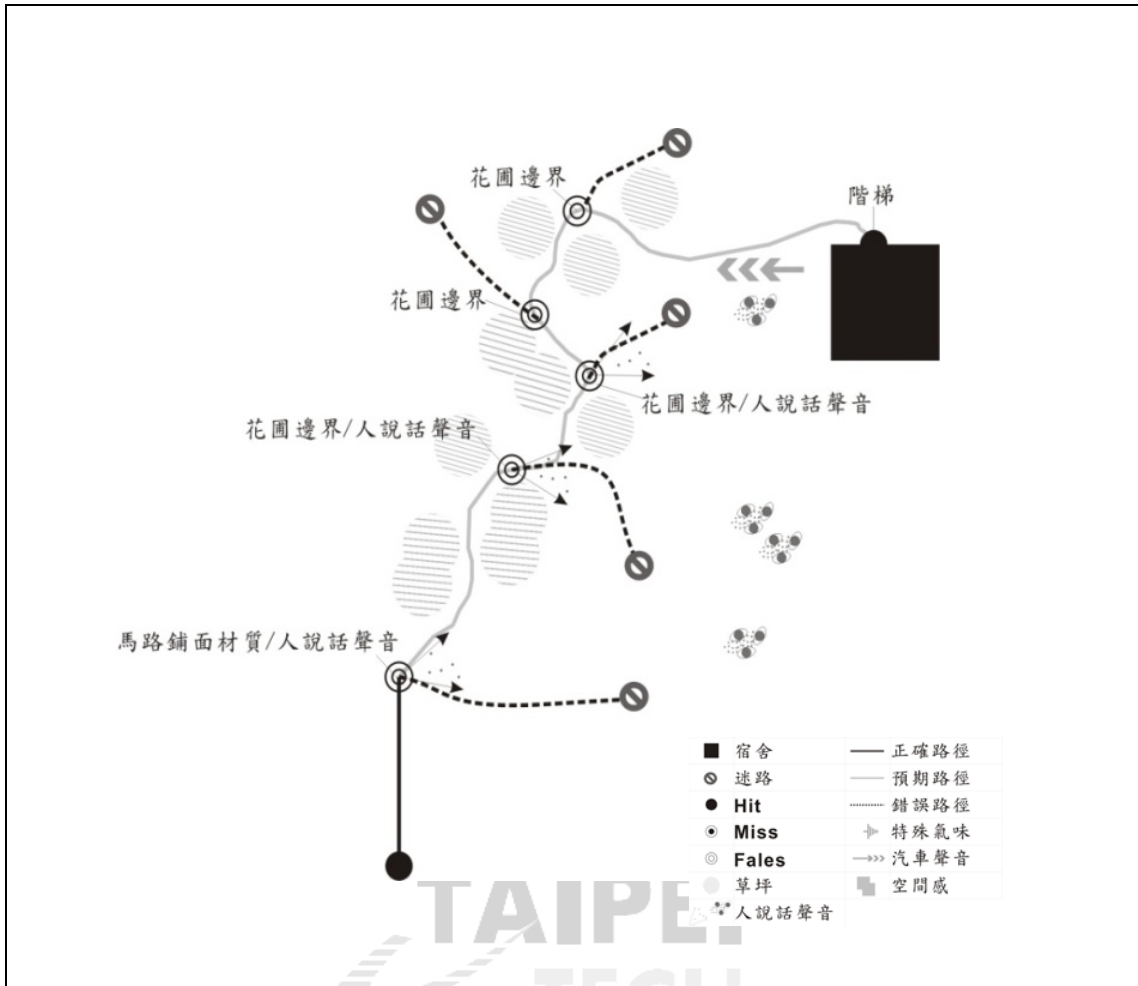 花圃邊界
階梯
花圃邊界
花圃邊界/人說話聲音
花圃邊界/人說話聲音
馬路鋪面材質/人說話聲音
宿舍
正確路徑
迷路
預期路徑
Hit
錯誤路徑
Miss
特殊氣味
Fales
汽車聲音
草坪
空間感
人說話聲音
TAIPE